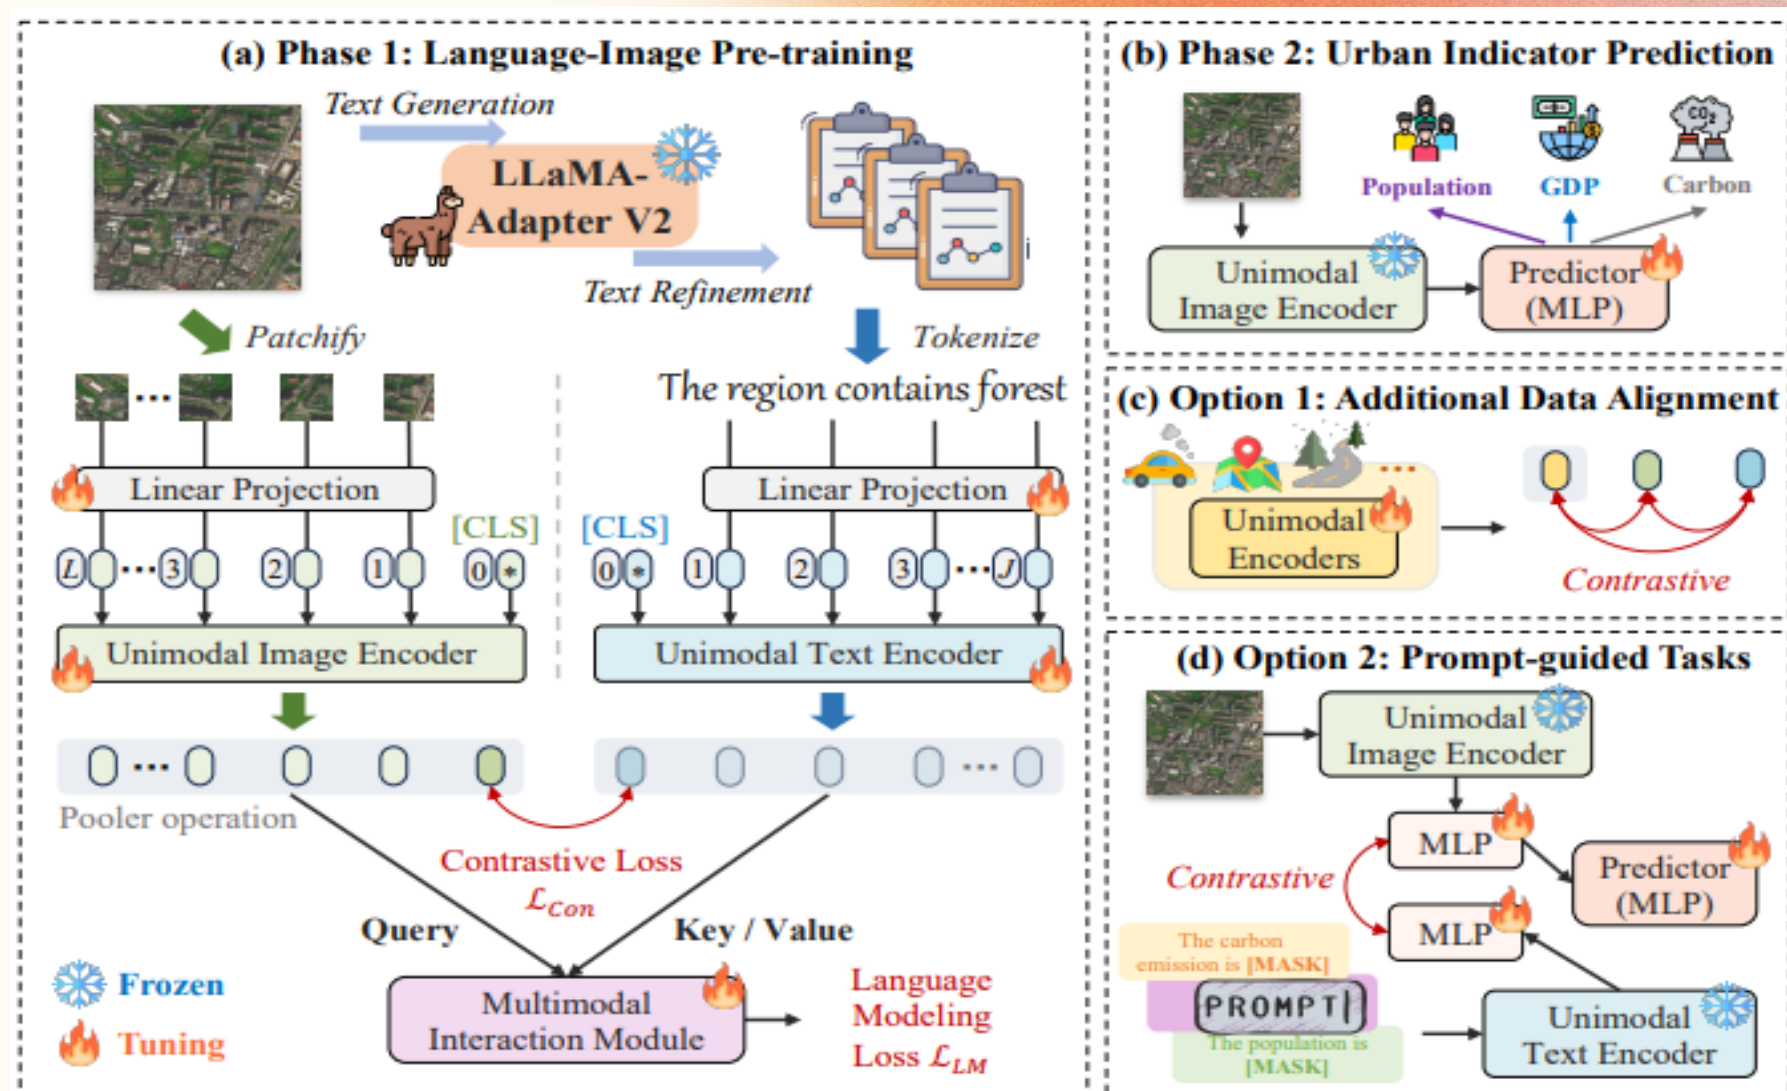 (a) Phase 1: Language-Image Pre-training
Text Generation
LLaMA-
Adapter V2
Text Refinement
Patchify
Tokenize
The region contains forest
Linear Projection
Linear Projection
[CLS]
[CLS]
L ... 3 2 1 0 *
0 * 1 2 3 ... J
Unimodal Image Encoder
Unimodal Text Encoder
Pooler operation
Contrastive Loss
ℒCon
Query
Key / Value
Frozen
Tuning
Multimodal
Interaction Module
Language
Modeling
Loss ℒLM
(b) Phase 2: Urban Indicator Prediction
CO2
Population
GDP
Carbon
Unimodal
Image Encoder
Predictor
(MLP)
(c) Option 1: Additional Data Alignment
...
Unimodal
Encoders
Contrastive
(d) Option 2: Prompt-guided Tasks
Unimodal
Image Encoder
MLP
Contrastive
Predictor
(MLP)
MLP
The carbon
emission is [MASK]
PROMPT
The population is
[MASK]
Unimodal
Text Encoder